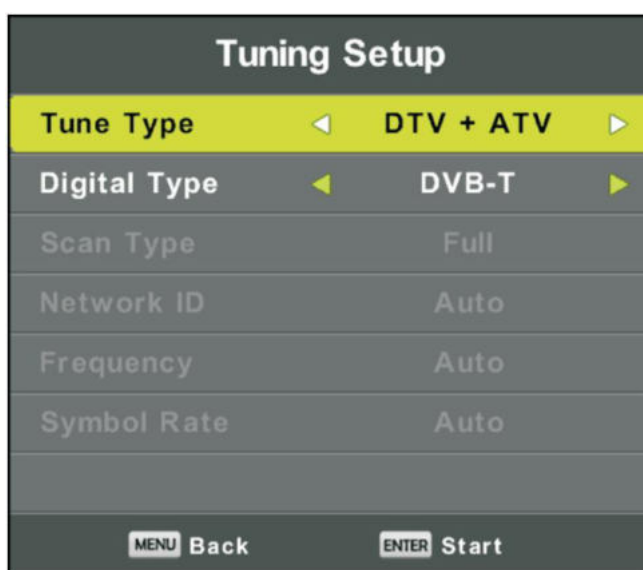 Tuning Setup
Tune Type DTV + ATV
Digital Type DVB-T
Scan Type Full
Network ID Auto
Frequency Auto
Symbol Rate Auto
MENU Back ENTER Start